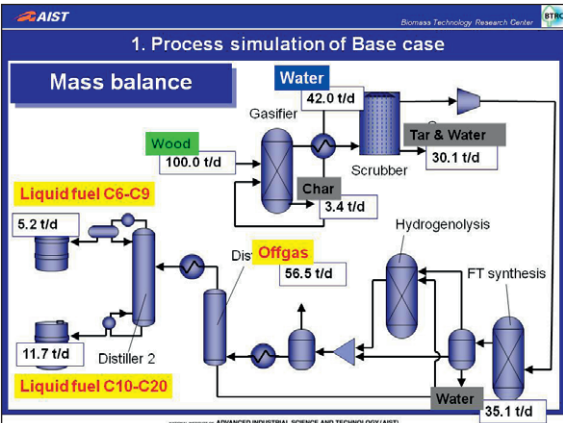 AIST
Biomass Technology Research Center
BTRC
1. Process simulation of Base case
Mass balance
Water
42.0 t/d
Gasifier
Wood
100.0 t/d
Tar & Water
30.1 t/d
Scrubber
Char
3.4 t/d
Liquid fuel C6-C9
5.2 t/d
Offgas
56.5 t/d
Hydrogenolysis
FT synthesis
11.7 t/d
Distiller 2
Liquid fuel C10-C20
Water
35.1 t/d
ADVANCED INDUSTRIAL SCIENCE AND TECHNOLOGY (AIST)